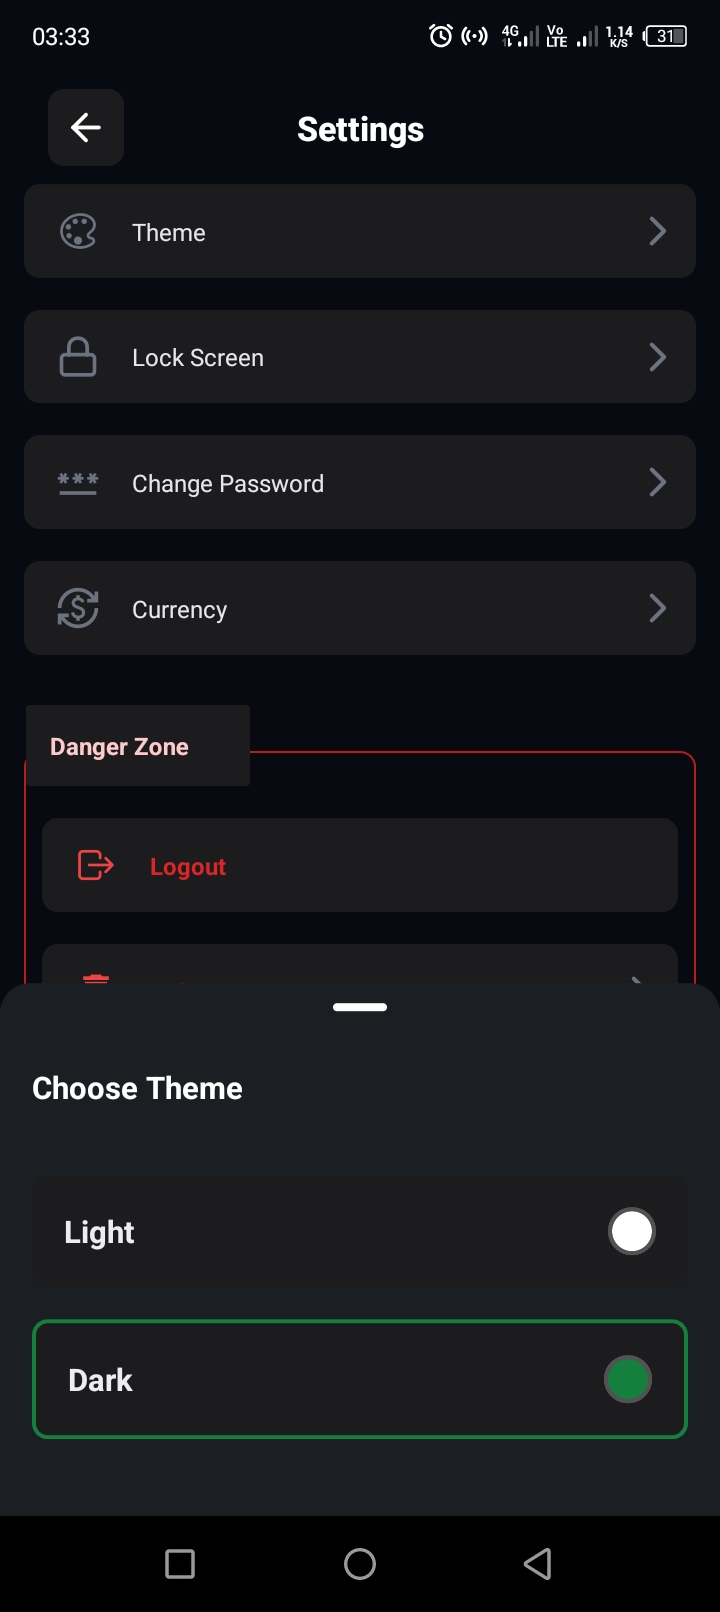 03:33
4G
Vo
LTE
1.14
K/S
31
Settings
Theme
Lock Screen
***
Change Password
$
Currency
Danger Zone
Logout
Choose Theme
Light
Dark